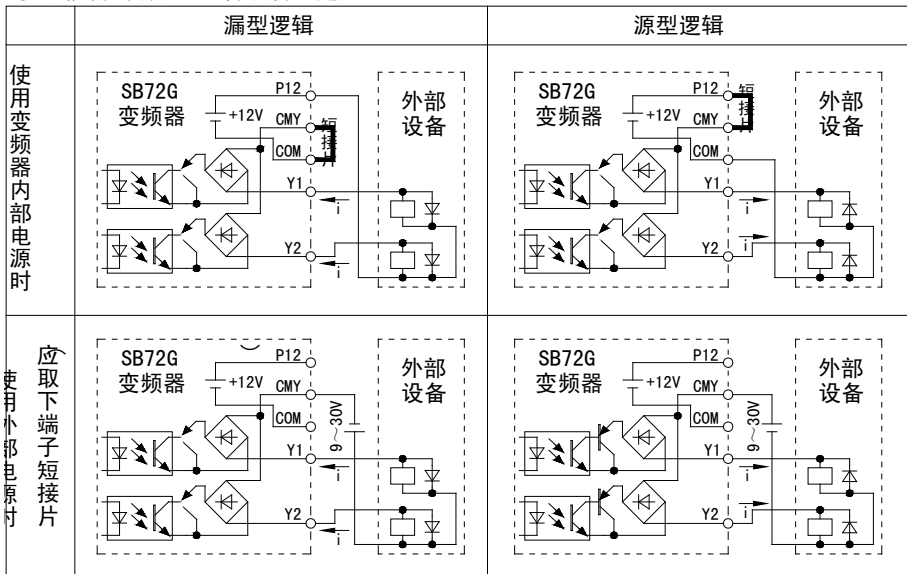 漏型逻辑
源型逻辑
使用变频器内部电源时
SB72G
变频器
+12V
P12
CMY
COM
短接片
Y1
i
Y2
i
外部
设备
SB72G
变频器
+12V
P12
CMY
COM
短接片
Y1
i
Y2
i
外部
设备
使用外部电源时
应取下端子短接片
SB72G
变频器
+12V
P12
CMY
COM
9~30V
Y1
i
Y2
i
外部
设备
SB72G
变频器
+12V
P12
CMY
COM
9~30V
Y1
i
Y2
i
外部
设备